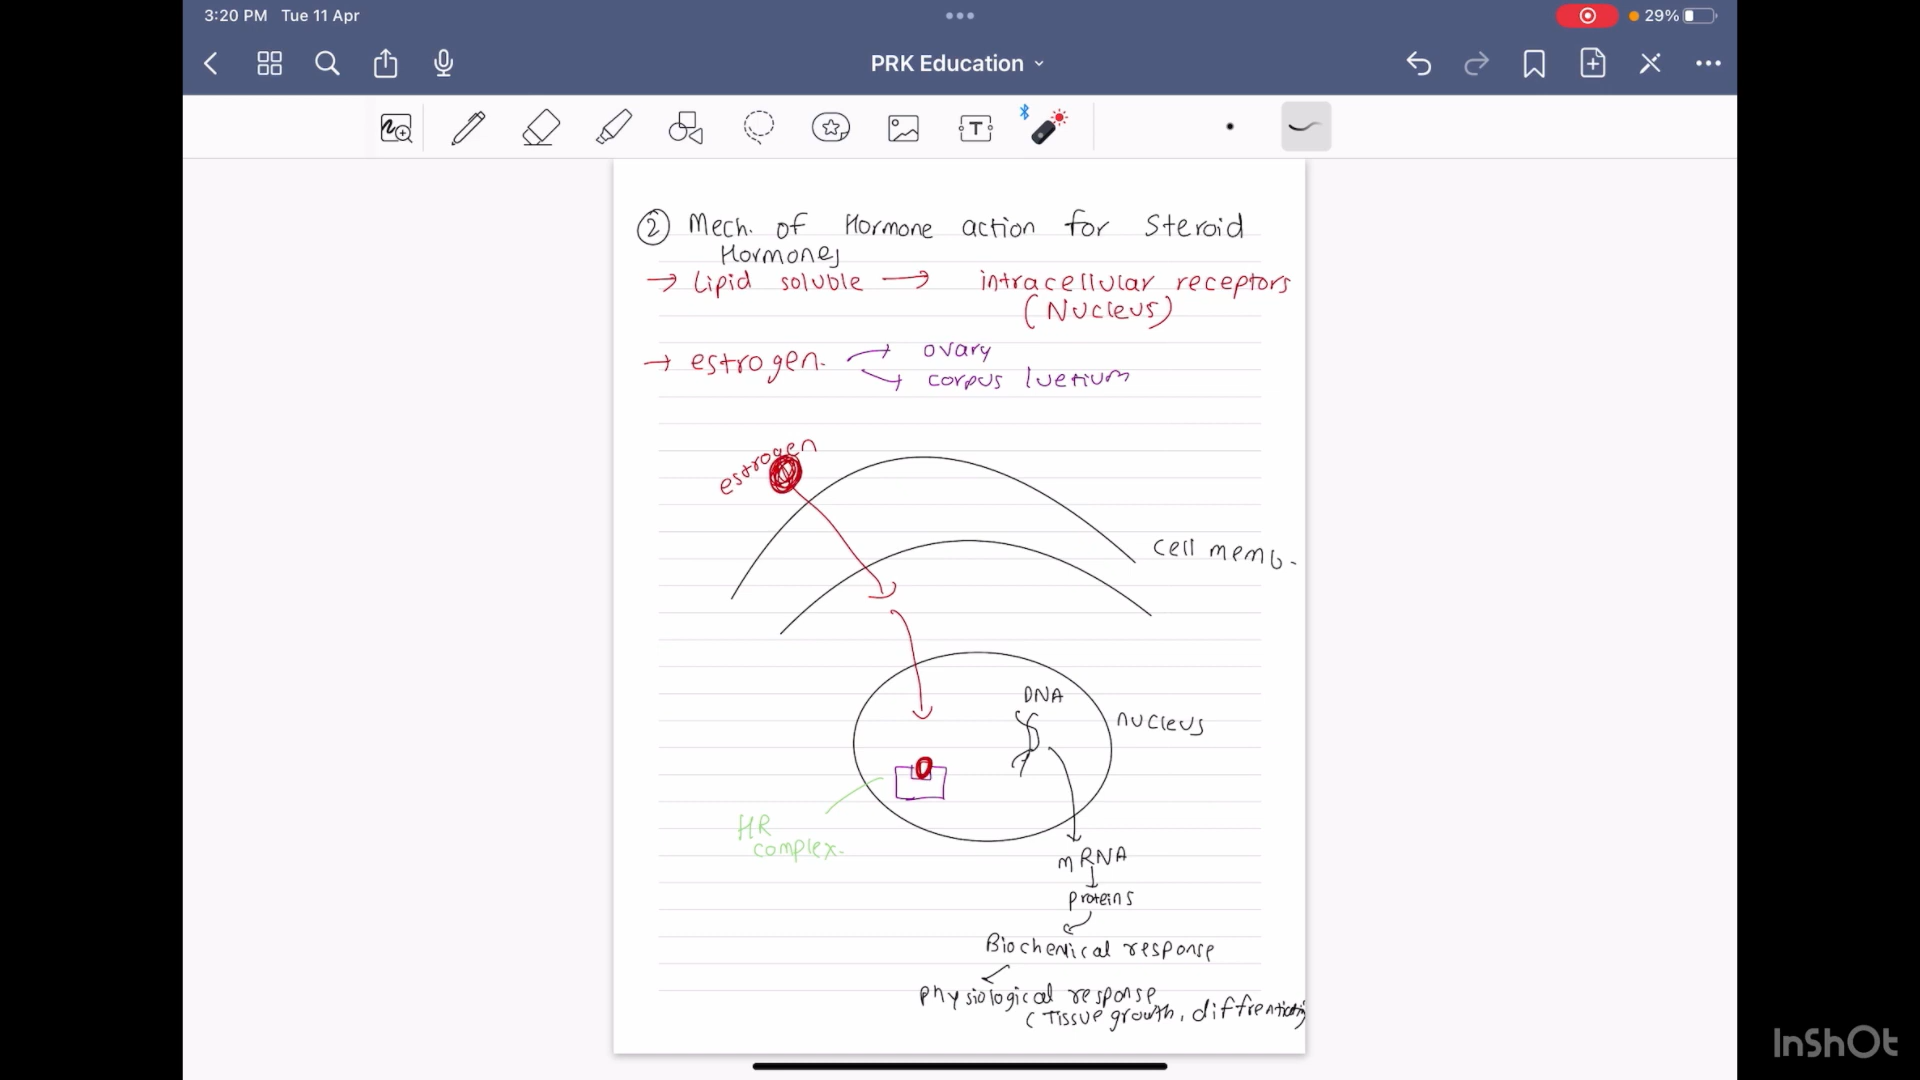 3:20 PM Tue 11 Apr
29%
PRK Education
T
2 Mech. of Hormone action for Steroid
Hormones
→ Lipid soluble → intracellular receptors
(Nucleus)
→ estrogen. → ovary
→ corpus luetium
estrogen
cell memb.
DNA
nucleus
HR
complex.
mRNA
proteins
Biochemical response
physiological response
(Tissue growth, diffrentiatin
InShOt